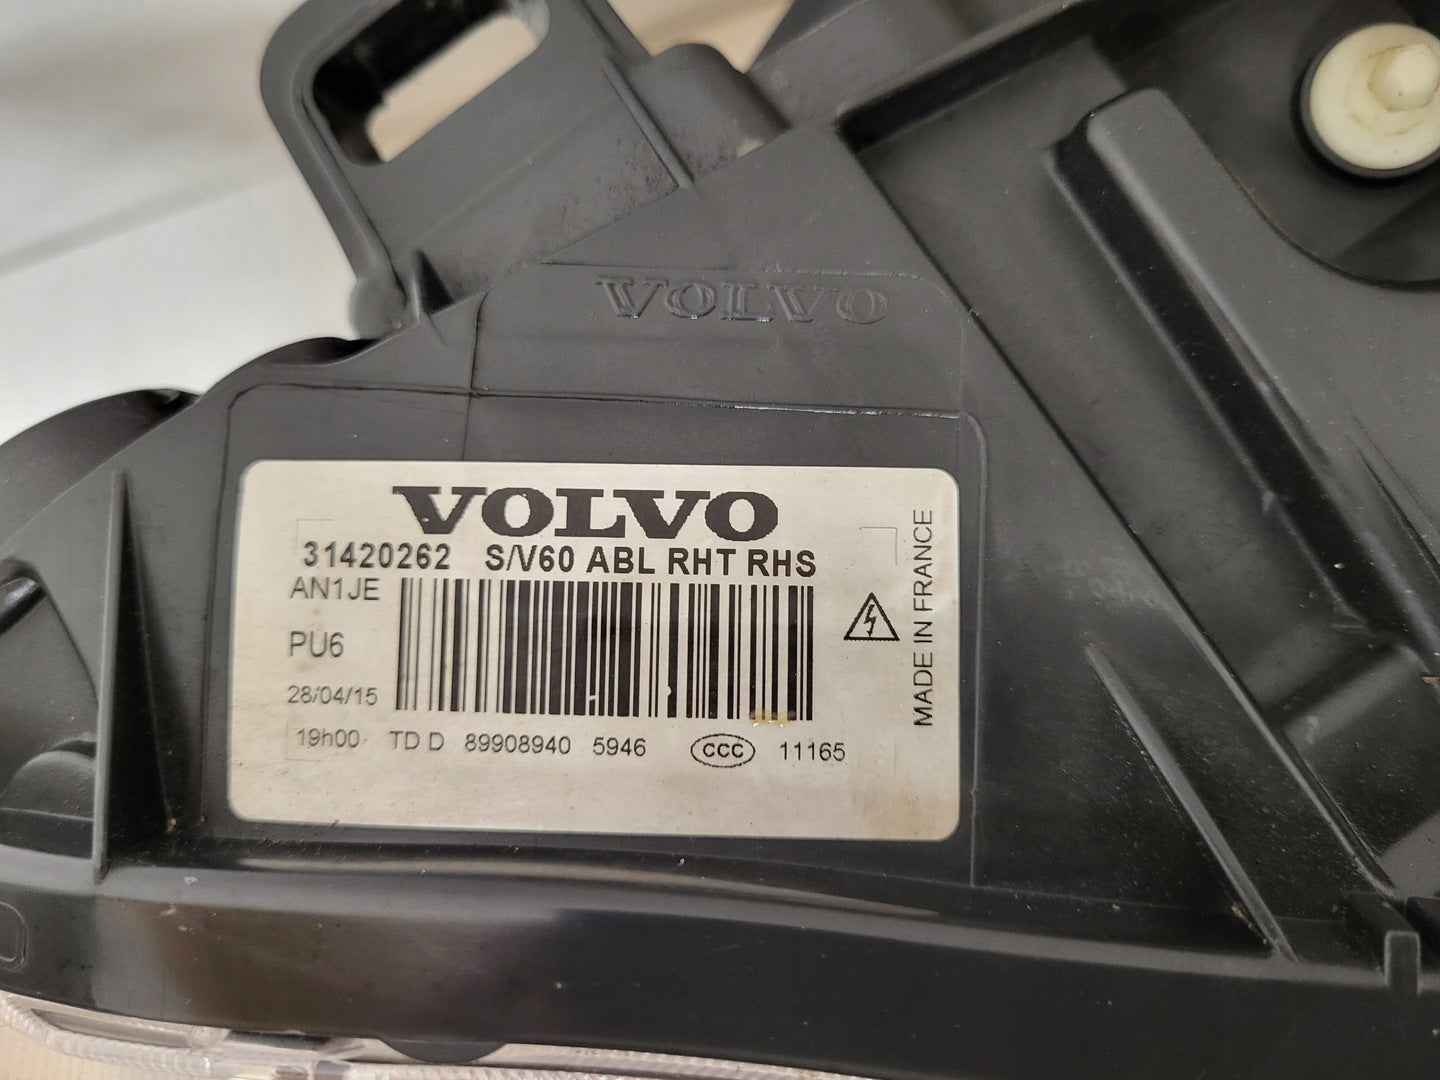 VOLVO
VOLVO
31420262 S/V60 ABL RHT RHS
AN1JE
PU6
28/04/15
19h00 TD D 89908940 5946 CCC 11165
MADE IN FRANCE